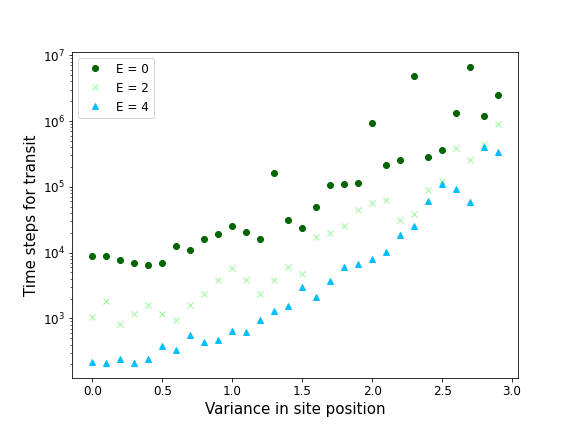 10^7
10^6
10^5
10^4
10^3
Time steps for transit
E = 0
E = 2
E = 4
0.0 0.5 1.0 1.5 2.0 2.5 3.0
Variance in site position